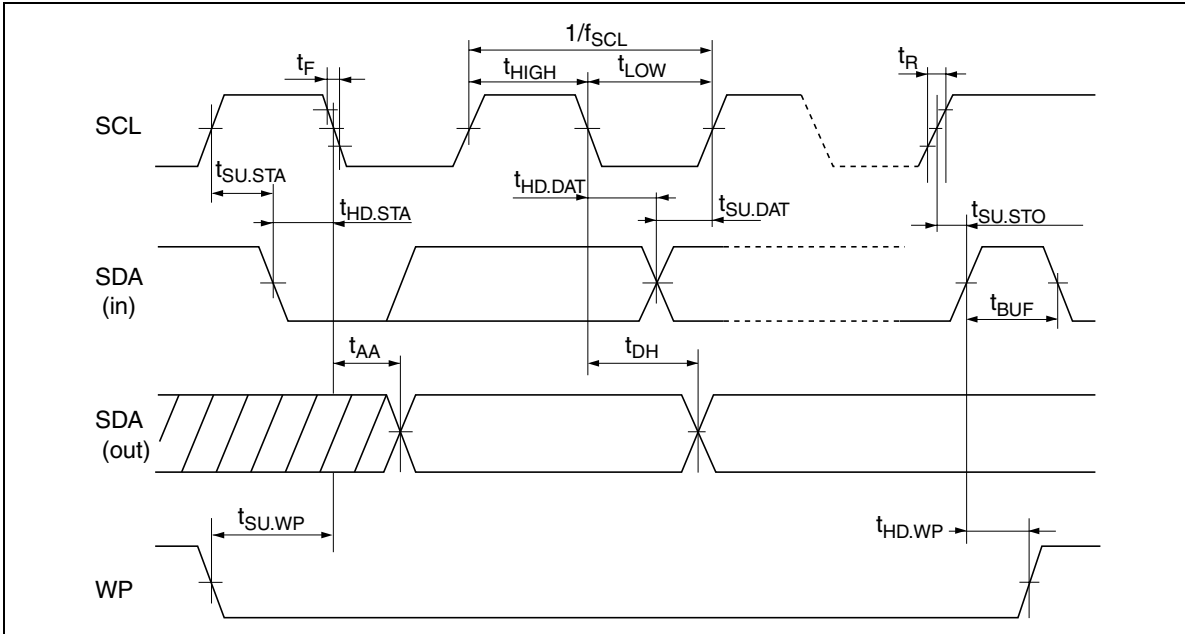 1/fSCL
tF
tHIGH
tLOW
tR
SCL
tSU.STA
tHD.STA
tHD.DAT
tSU.DAT
tSU.STO
SDA
(in)
tBUF
tAA
tDH
SDA
(out)
tSU.WP
tHD.WP
WP